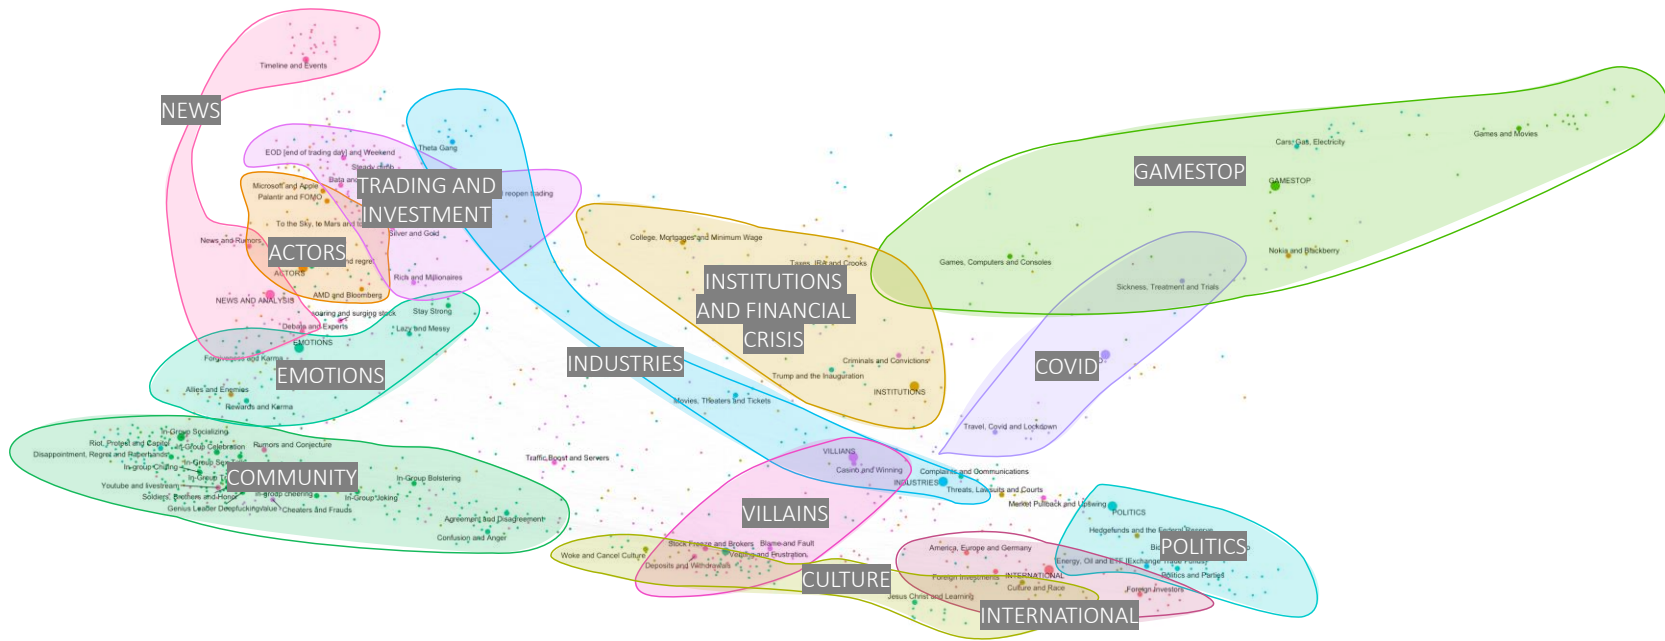 Timeline and Events
NEWS
Theta Gang
EOD [end of trading day] and Weekend
Microsoft and Apple
Palantir and FOMO
TRADING AND
INVESTMENT
reopen trading
To the Sky, to Mars and
Silver and Gold
News and Rumors
ACTORS
and regret
ACTORS
Rich and Millionaires
AMD and Bloomberg
NEWS AND ANALYSIS
soaring and surging stock
Stay Strong
Debate and Experts
Lazy and Messy
EMOTIONS
Forgiveness and Karma
EMOTIONS
Allies and Enemies
Rewards and Karma
In-Group Socializing
Riot, Protest and Capitol
In-Group Celebration
Rumors and Conjecture
Disappointment, Regret and
In-group Chiding
COMMUNITY
Youtube and livestream
In-group cheering
Soldiers, Brothers and Honor
Genius Leader Deepfuckingvalue
Cheaters and Frauds
In-Group Joking
In-Group Bolstering
Agreement and Disagreement
Confusion and Anger
Traffic, Boost and Servers
INDUSTRIES
Movies, Theaters and Tickets
College, Mortgages and Minimum Wage
Taxes, IRA and Crooks
INSTITUTIONS
AND FINANCIAL
CRISIS
Criminals and Convictions
Trump and the Inauguration
INSTITUTIONS
GAMESTOP
Games and Movies
Cars, Gas, Electricity
GAMESTOP
Nokia and Blackberry
Games, Computers and Consoles
Sickness, Treatment and Trials
COVID
Travel, Covid and Lockdown
VILLIANS
Casino and Winning
Complaints and Communications
INDUSTRIES
Threats, Lawsuits and Courts
Market Pullback and Upswing
VILLAINS
Stock Freeze and Brokers
Blame and Fault
and Frustration,
Deposits and Withdrawals
Woke and Cancel Culture
CULTURE
Jesus Christ and Learning
America, Europe and Germany
Foreign Investments
INTERNATIONAL
Culture and Race
Foreign Investors
INTERNATIONAL
POLITICS
Hedgefunds and the Federal Reserve
POLITICS
Energy, Oil and ETF [Exchange Trade Funds]
Politics and Parties